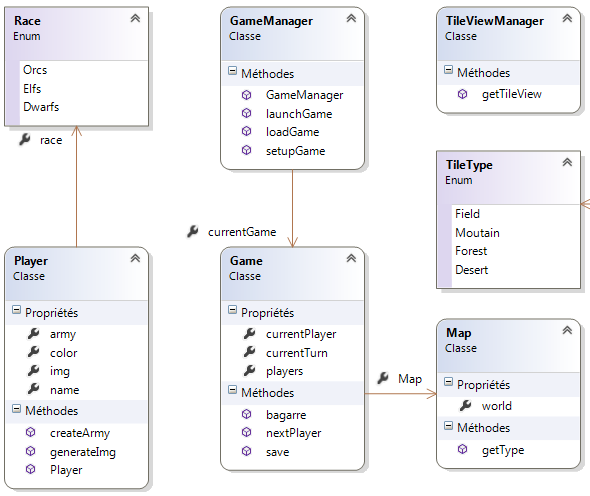 Race
Enum
Orcs
Elfs
Dwarfs
race
GameManager
Classe
Méthodes
GameManager
launchGame
loadGame
setupGame
currentGame
TileViewManager
Classe
Méthodes
getTileView
TileType
Enum
Field
Moutain
Forest
Desert
Player
Classe
Propriétés
army
color
img
name
Méthodes
createArmy
generateImg
Player
Game
Classe
Propriétés
currentPlayer
currentTurn
players
Méthodes
bagarre
nextPlayer
save
Map
Map
Classe
Propriétés
world
Méthodes
getType